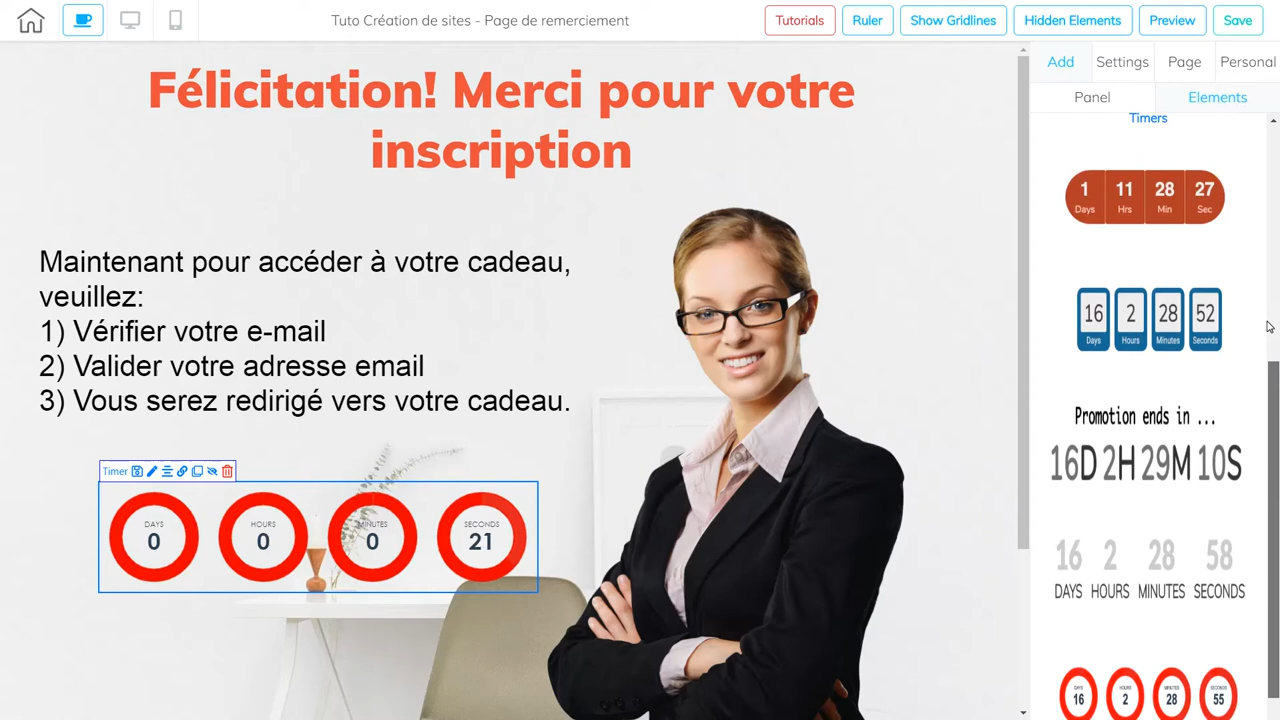 Tuto Création de sites - Page de remerciement
Tutorials
Ruler
Show Gridlines
Hidden Elements
Preview
Save
Add
Settings
Page
Personal
Panel
Elements
Félicitation! Merci pour votre
inscription
Maintenant pour accéder à votre cadeau,
veuillez:
1) Vérifier votre e-mail
2) Valider votre adresse email
3) Vous serez redirigé vers votre cadeau.
Timer
DAYS HOURS MINUTES SECONDS
0 0 0 21
Timers
1 11 28 27
Days Hrs Min Sec
16 2 28 52
Days Hours Minutes Seconds
Promotion ends in ...
16D 2H 29M 10S
16 2 28 58
DAYS HOURS MINUTES SECONDS
DAYS HOURS MINUTES SECONDS
16 2 28 55